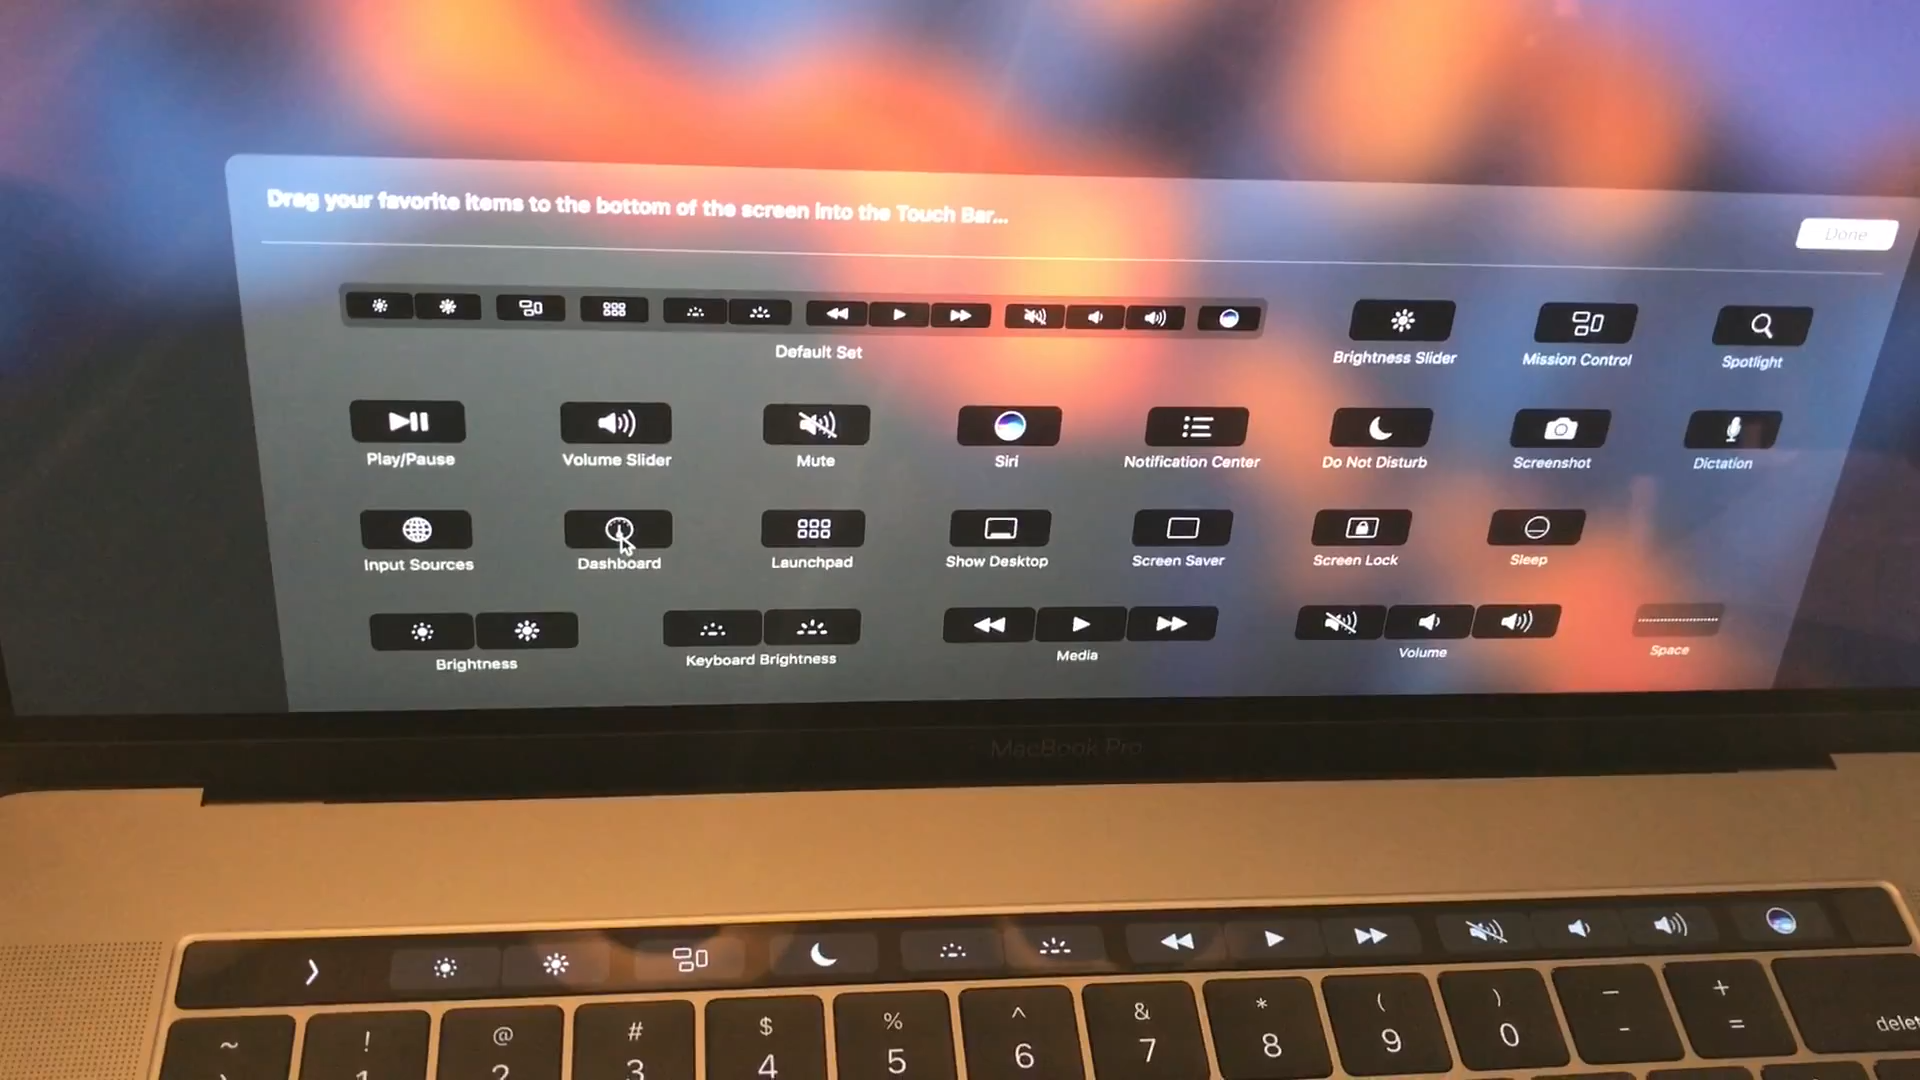 Drag your favorite items to the bottom of the screen into the Touch Bar...
Done
Default Set
Brightness Slider
Mission Control
Spotlight
Play/Pause
Volume Slider
Mute
Siri
Notification Center
Do Not Disturb
Screenshot
Dictation
Input Sources
Dashboard
Launchpad
Show Desktop
Screen Saver
Screen Lock
Sleep
Brightness
Keyboard Brightness
Media
Volume
Space
MacBook Pro
~ ! @ # $ % ^ & * ( ) — +
1 2 3 4 5 6 7 8 9 0 - = delete